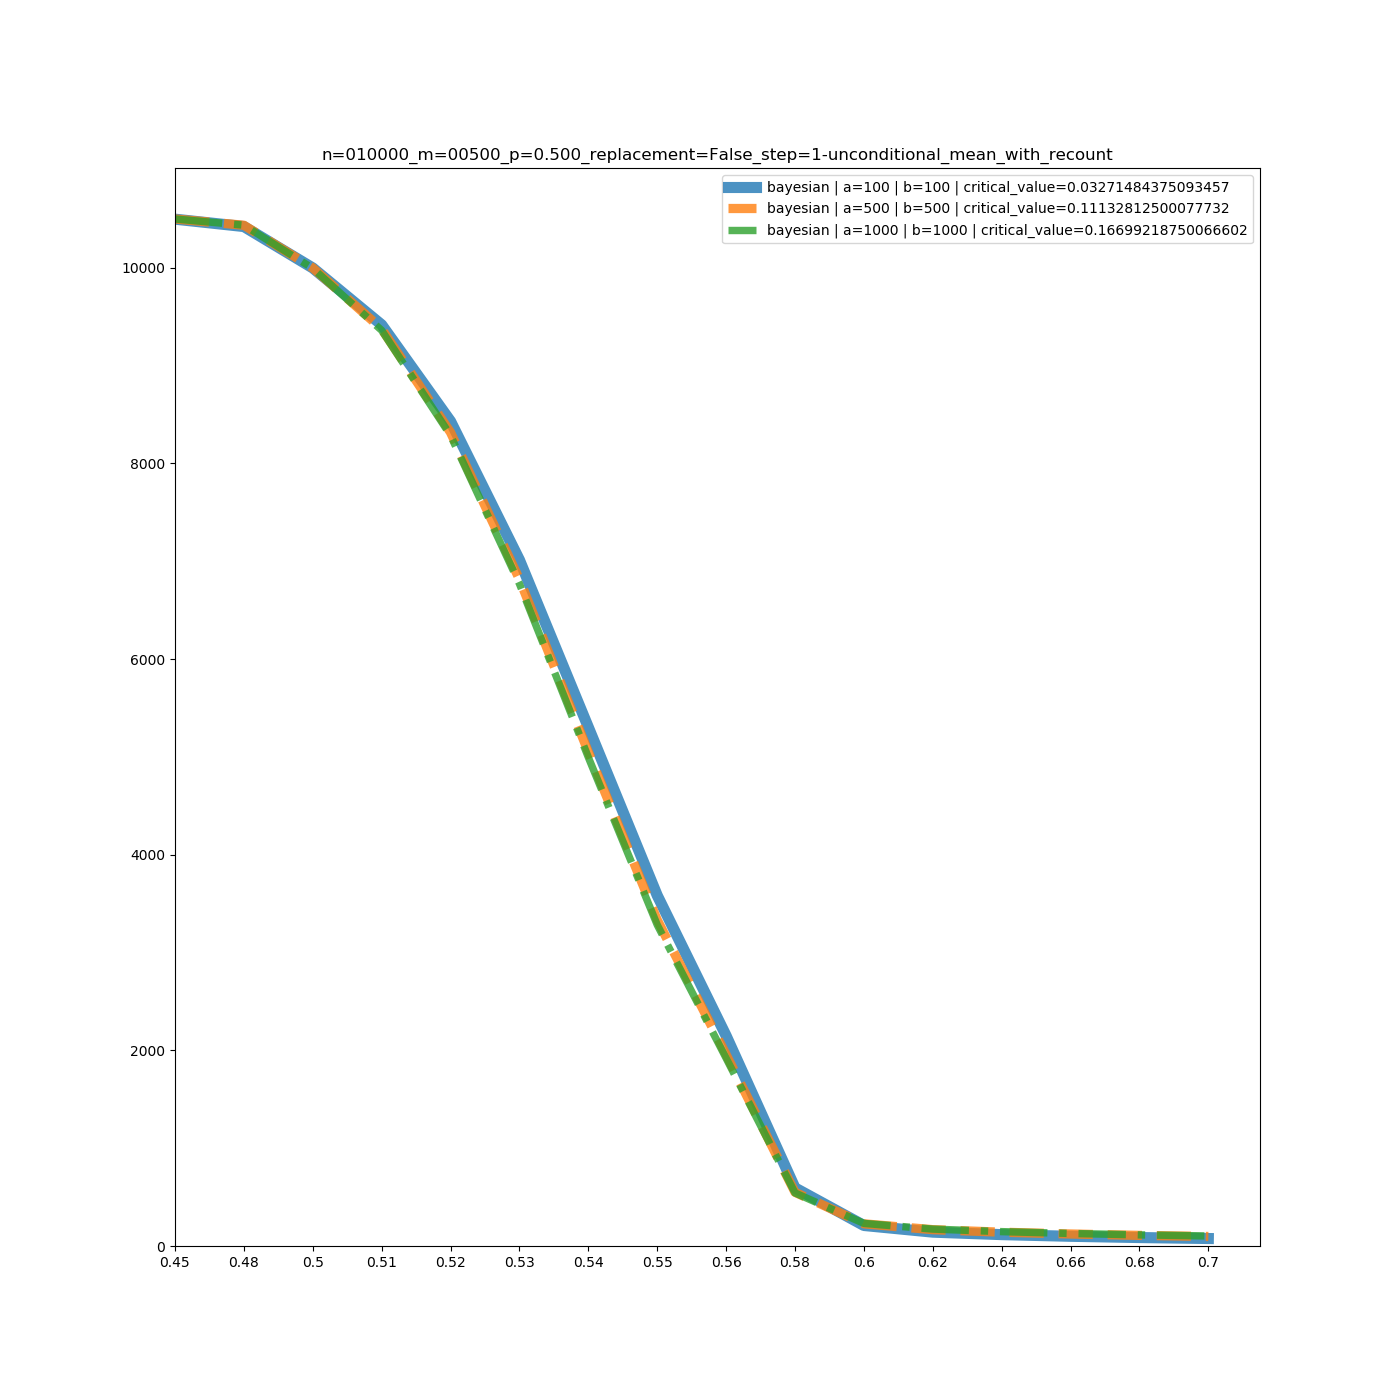 n=010000_m=00500_p=0.500_replacement=False_step=1-unconditional_mean_with_recount
bayesian | a=100 | b=100 | critical_value=0.03271484375093457
bayesian | a=500 | b=500 | critical_value=0.11132812500077732
bayesian | a=1000 | b=1000 | critical_value=0.16699218750066602
10000
8000
6000
4000
2000
0
0.45 0.48 0.5 0.51 0.52 0.53 0.54 0.55 0.56 0.58 0.6 0.62 0.64 0.66 0.68 0.7